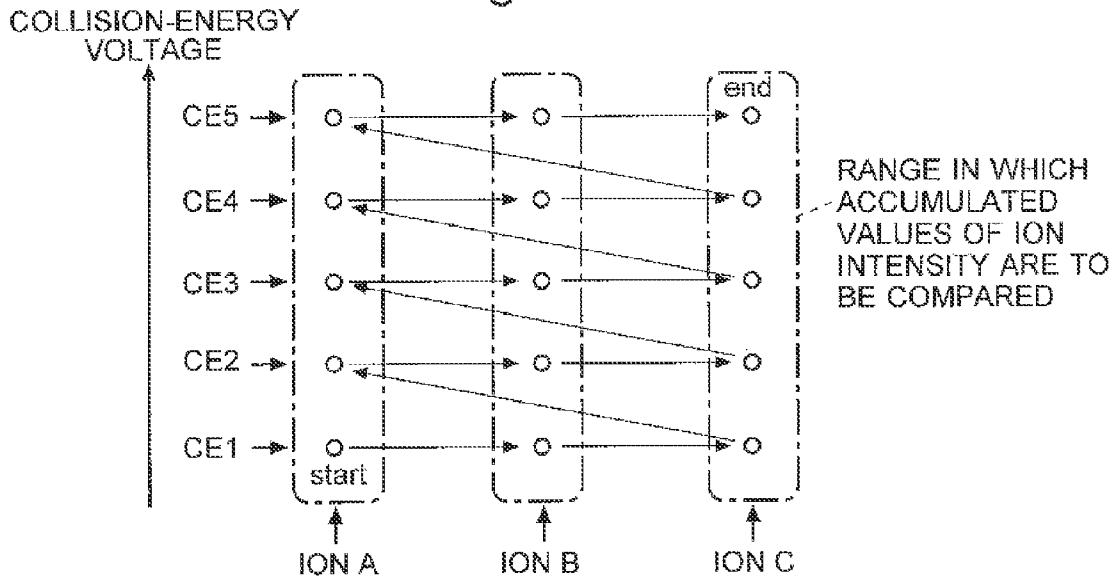 COLLISION-ENERGY
VOLTAGE
end
CE5
CE4
CE3
CE2
CE1
start
RANGE IN WHICH
ACCUMULATED
VALUES OF ION
INTENSITY ARE TO
BE COMPARED
ION A
ION B
ION C